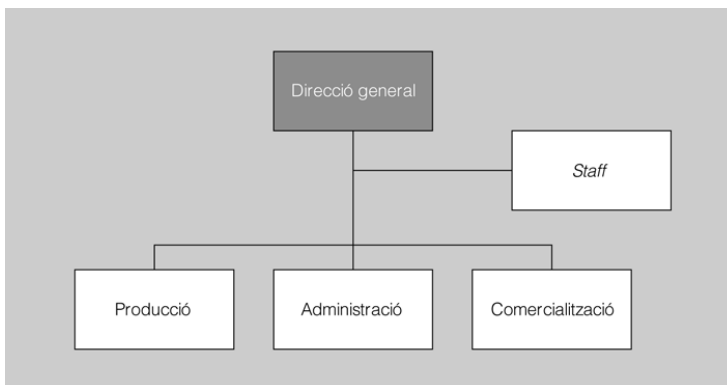 Direcció general
Staff
Producció
Administració
Comercialització